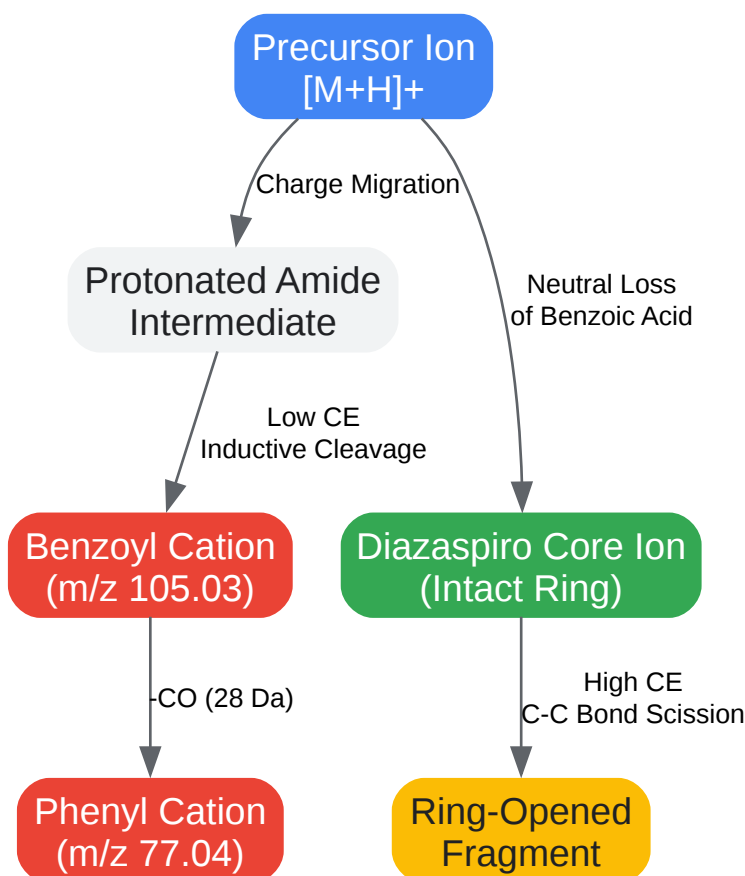 Precursor Ion
[M+H]+
Charge Migration
Protonated Amide
Intermediate
Neutral Loss
of Benzoic Acid
Low CE
Inductive Cleavage
Benzoyl Cation
(m/z 105.03)
Diazaspiro Core Ion
(Intact Ring)
-CO (28 Da)
High CE
C-C Bond Scission
Phenyl Cation
(m/z 77.04)
Ring-Opened
Fragment